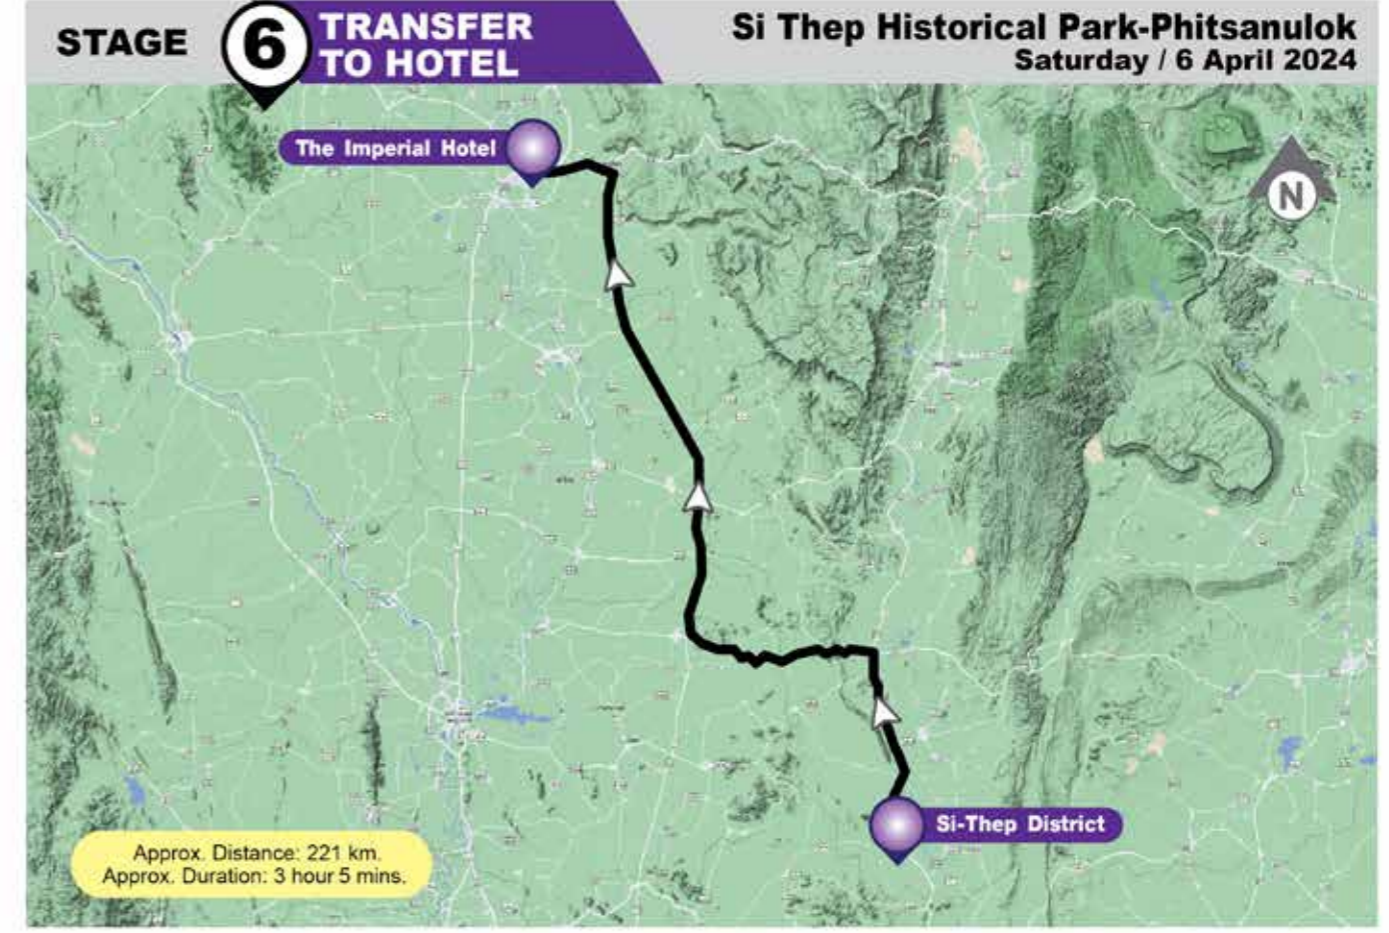 STAGE
6
TRANSFER
TO HOTEL
Si Thep Historical Park-Phitsanulok
Saturday / 6 April 2024
The Imperial Hotel
N
Si-Thep District
Approx. Distance: 221 km.
Approx. Duration: 3 hour 5 mins.